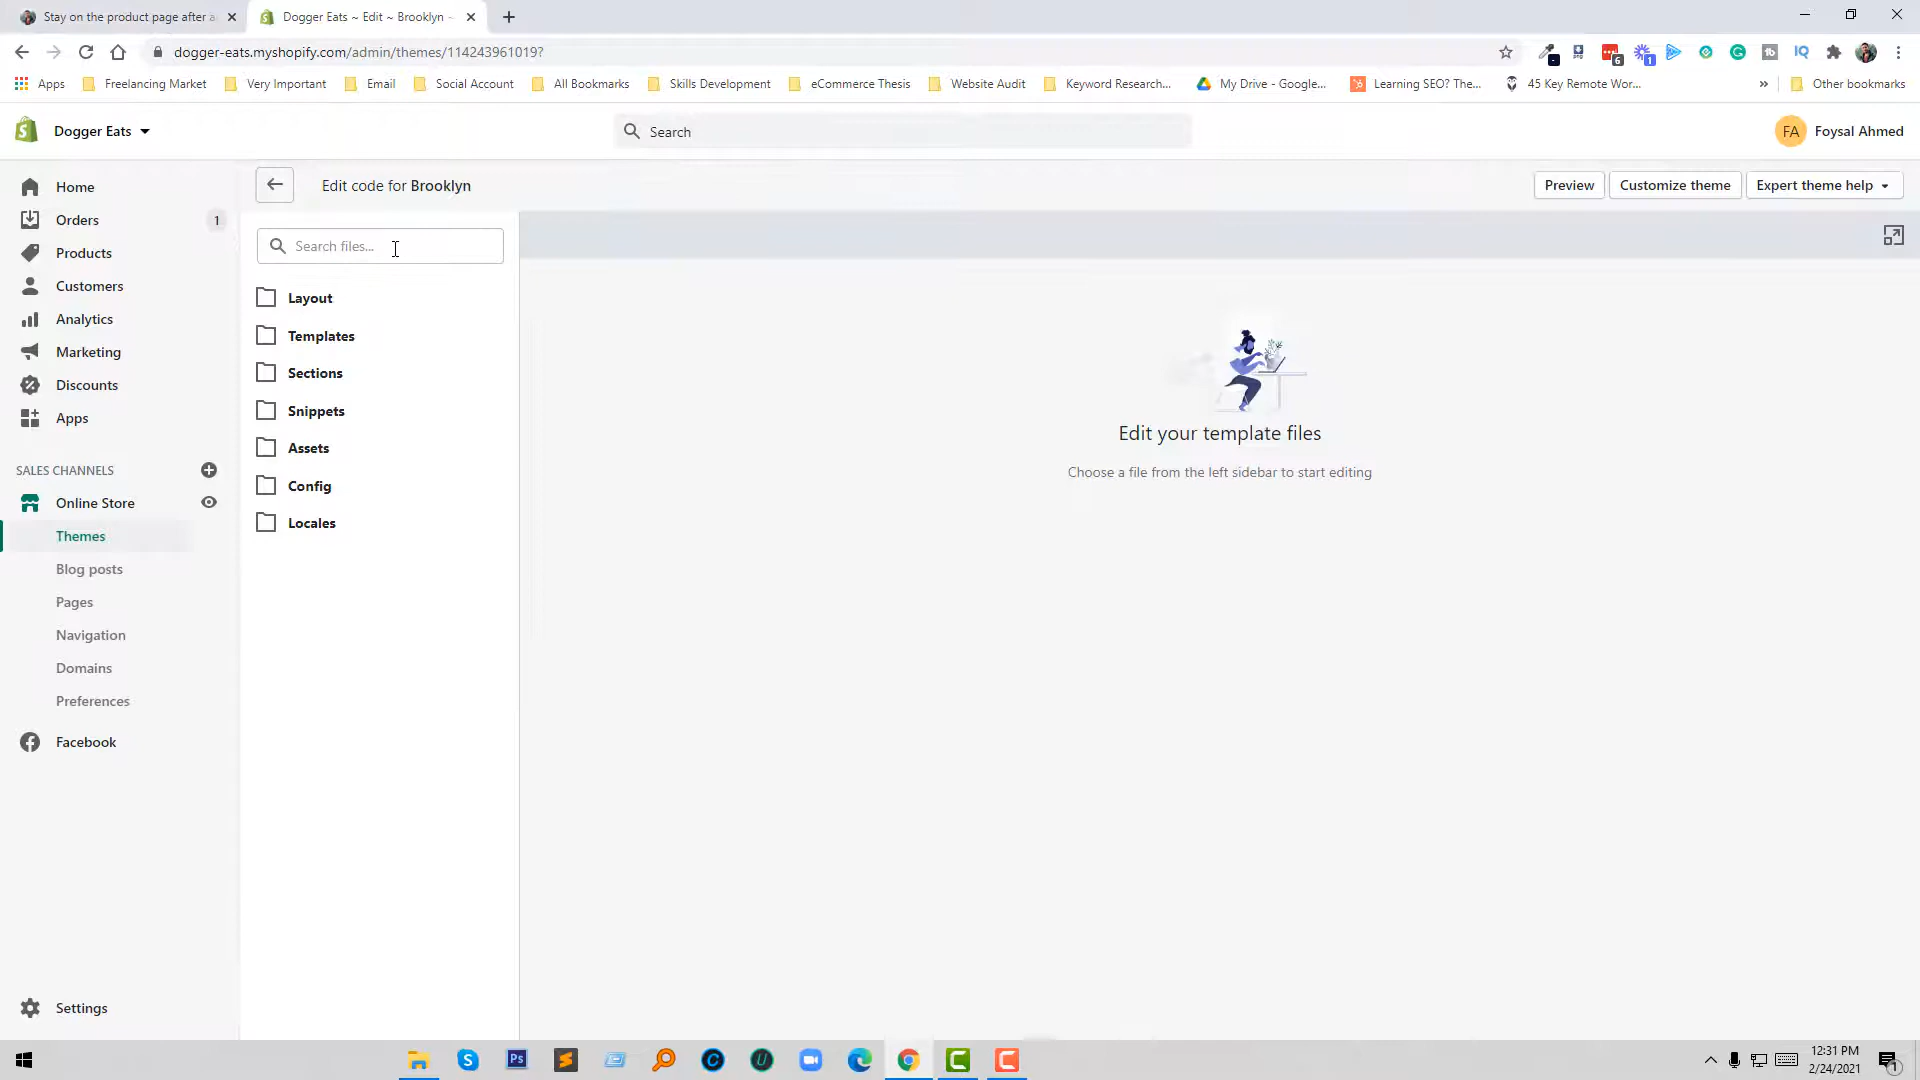 Stay on the product page after a
Dogger Eats ~ Edit ~ Brooklyn ~
dogger-eats.myshopify.com/admin/themes/114243961019?
6
1
Apps
Freelancing Market
Very Important
Email
Social Account
All Bookmarks
Skills Development
eCommerce Thesis
Website Audit
Keyword Research...
My Drive - Google...
Learning SEO? The...
45 Key Remote Wor...
»
Other bookmarks
Dogger Eats
Search
FA
Foysal Ahmed
Home
Orders
1
Products
Customers
Analytics
Marketing
Discounts
Apps
SALES CHANNELS
Online Store
Themes
Blog posts
Pages
Navigation
Domains
Preferences
Facebook
Settings
Edit code for Brooklyn
Preview
Customize theme
Expert theme help
Search files...
Layout
Templates
Sections
Snippets
Assets
Config
Locales
Edit your template files
Choose a file from the left sidebar to start editing
Ps
12:31 PM
2/24/2021
1